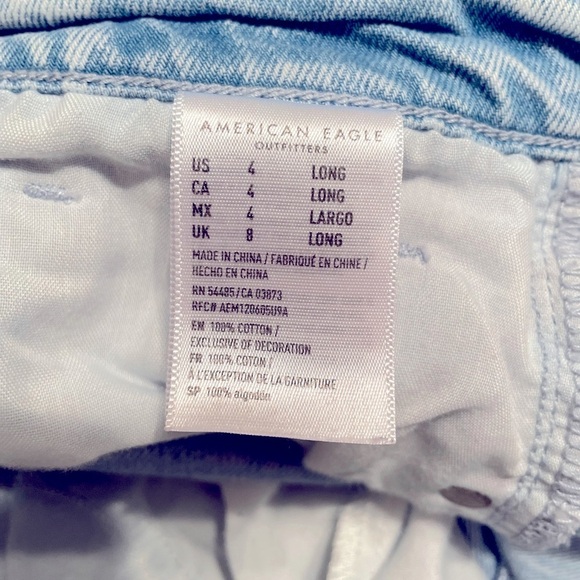 AMERICAN EAGLE
OUTFITTERS
US 4 LONG
CA 4 LONG
MX 4 LARGO
UK 8 LONG
MADE IN CHINA / FABRIQUÉ EN CHINE /
HECHO EN CHINA
RN 54485/CA 03873
RFC# AEM120605U9A
EN 100% COTTON /
EXCLUSIVE OF DECORATION
FR 100% COTON /
À L'EXCEPTION DE LA GARNITURE
SP 100% algodón